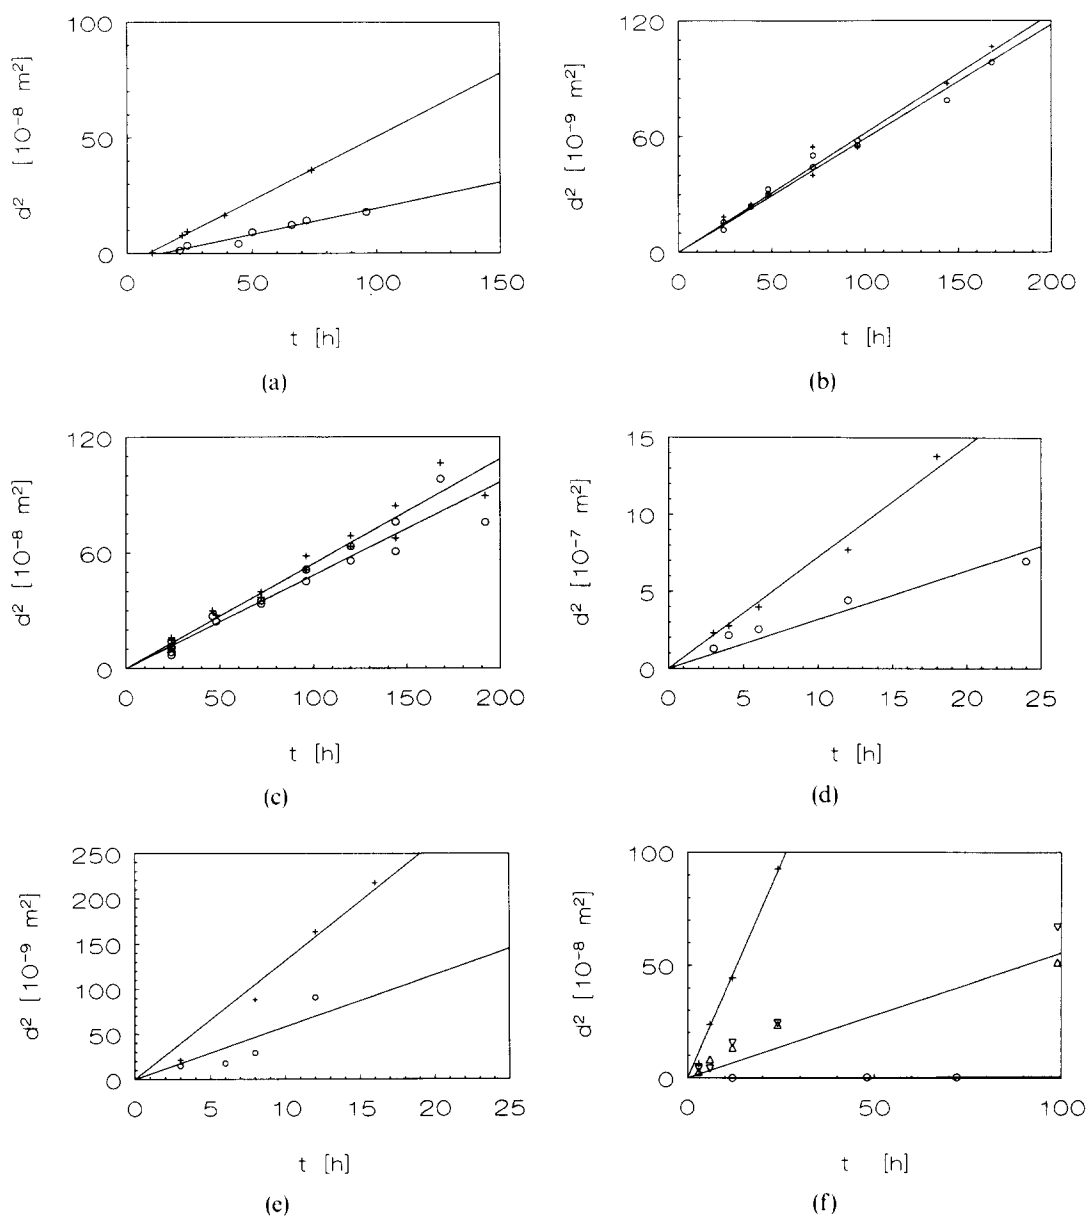 100
50
0
d² [10⁻⁸ m²]
0 50 100 150
t [h]
(a)
120
60
0
d² [10⁻⁹ m²]
0 50 100 150 200
t [h]
(b)
120
60
0
d² [10⁻⁸ m²]
0 50 100 150 200
t [h]
(c)
15
10
5
0
d² [10⁻⁷ m²]
0 5 10 15 20 25
t [h]
(d)
250
200
150
100
50
0
d² [10⁻⁹ m²]
0 5 10 15 20 25
t [h]
(e)
100
50
0
d² [10⁻⁸ m²]
0 50 100
t [h]
(f)